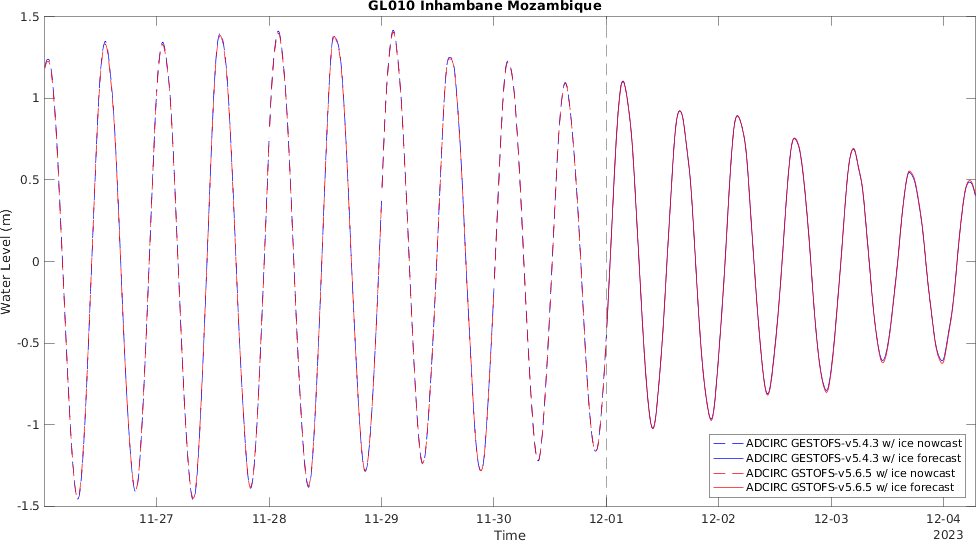 GL010 Inhambane Mozambique
1.5
1
0.5
0
-0.5
-1
-1.5
Water Level (m)
11-27
11-28
11-29
11-30
12-01
12-02
12-03
12-04
2023
Time
ADCIRC GESTOFS-v5.4.3 w/ ice nowcast
ADCIRC GESTOFS-v5.4.3 w/ ice forecast
ADCIRC GSTOFS-v5.6.5 w/ ice nowcast
ADCIRC GSTOFS-v5.6.5 w/ ice forecast